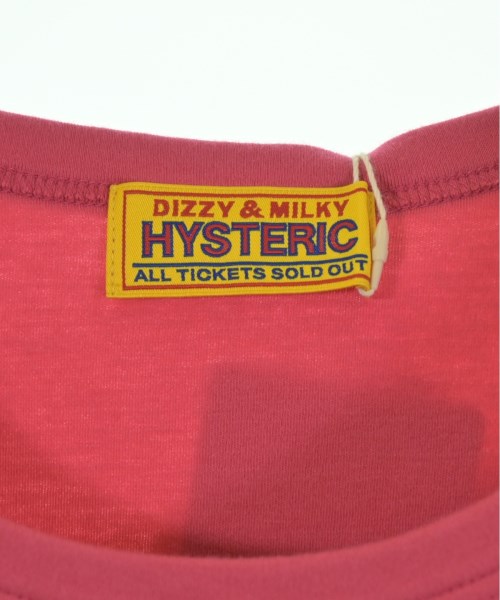 DIZZY & MILKY
HYSTERIC
ALL TICKETS SOLD OUT